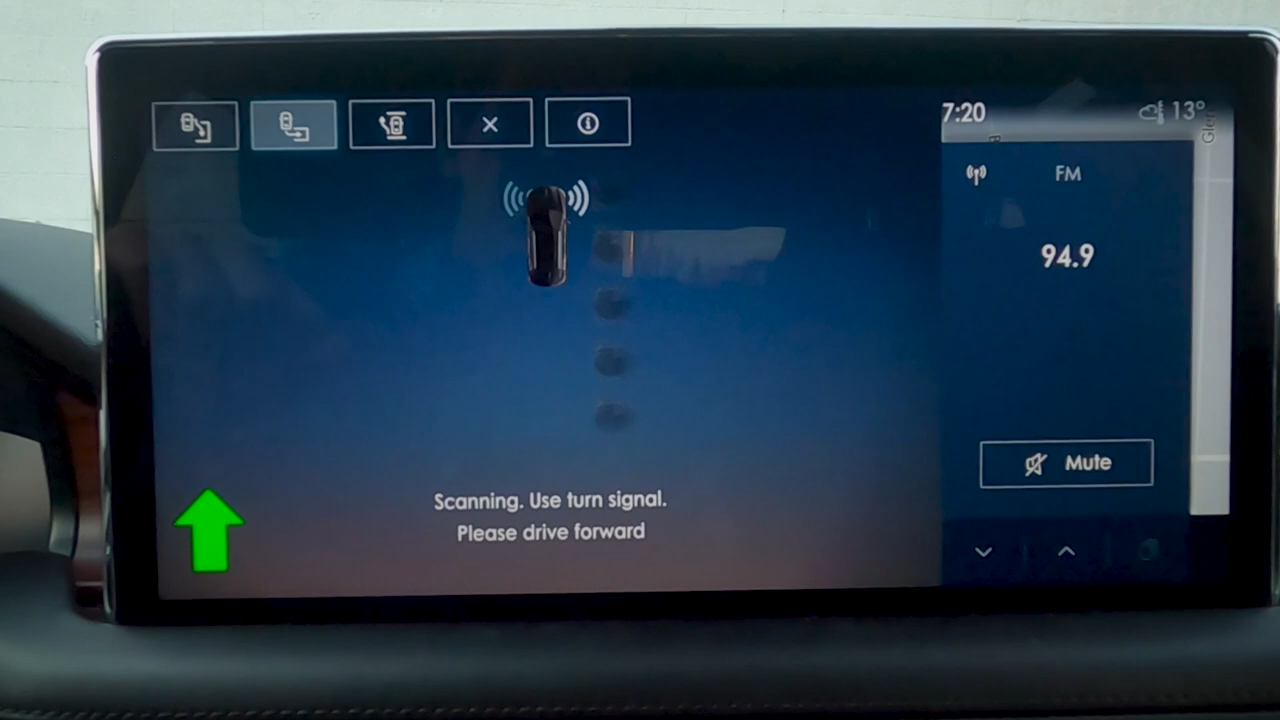 7:20
13°
FM
94.9
Mute
Scanning. Use turn signal.
Please drive forward